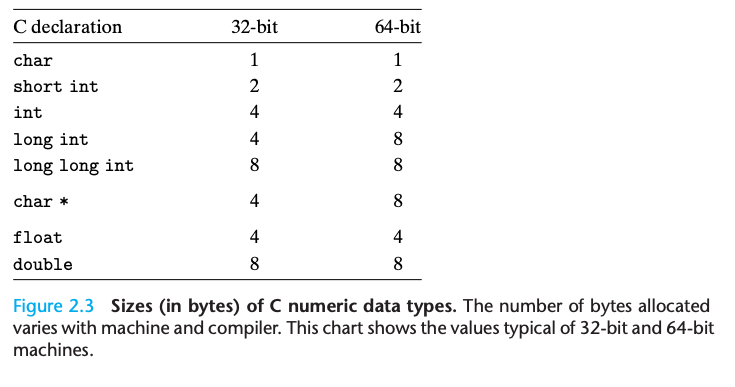 C declaration 32-bit 64-bit
char 1 1
short int 2 2
int 4 4
long int 4 8
long long int 8 8
char * 4 8
float 4 4
double 8 8
Figure 2.3 Sizes (in bytes) of C numeric data types. The number of bytes allocated
varies with machine and compiler. This chart shows the values typical of 32-bit and 64-bit
machines.